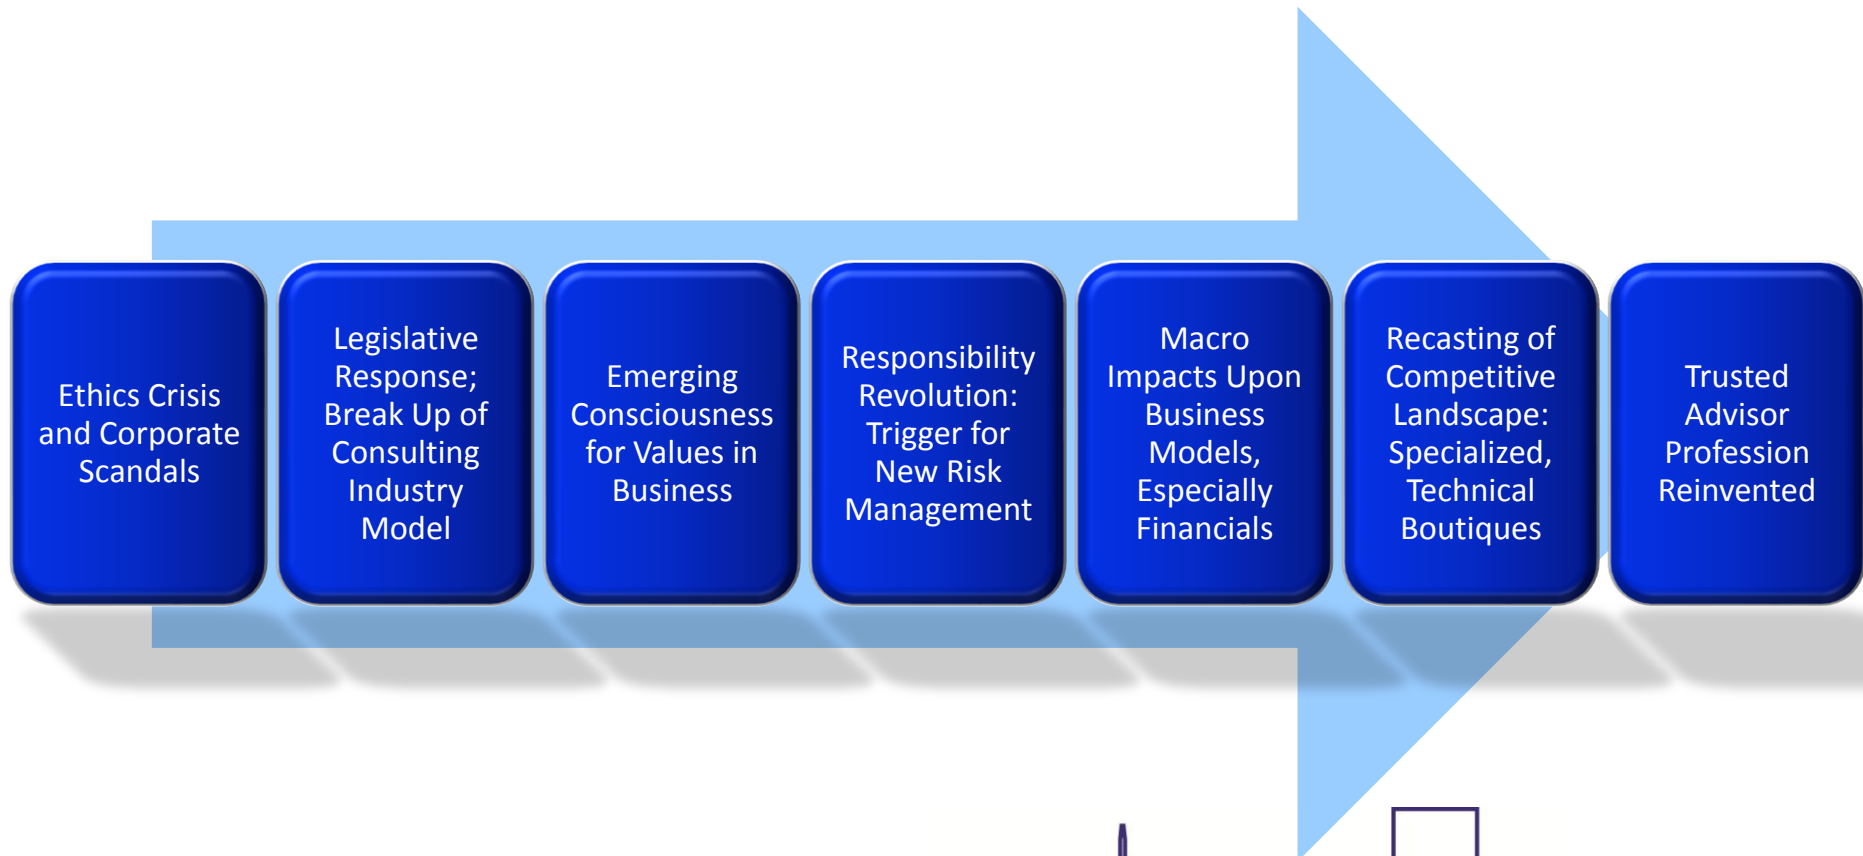 Ethics Crisis
and Corporate
Scandals
Legislative
Response;
Break Up of
Consulting
Industry
Model
Emerging
Consciousness
for Values in
Business
Responsibility
Revolution:
Trigger for
New Risk
Management
Macro
Impacts Upon
Business
Models,
Especially
Financials
Recasting of
Competitive
Landscape:
Specialized,
Technical
Boutiques
Trusted
Advisor
Profession
Reinvented